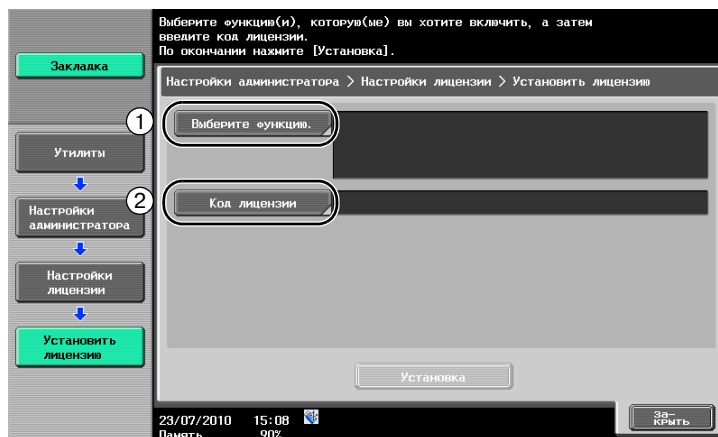 Выберите функцию(и), которую(ые) вы хотите включить, а затем
введите код лицензии.
По окончании нажмите [Установка].
Закладка
Настройки администратора > Настройки лицензии > Установить лицензию
1
Выберите функцию.
Утилиты
2
Код лицензии
Настройки
администратора
Настройки
лицензии
Установить
лицензию
Установка
23/07/2010 15:08
Память 90%
За-
крыть